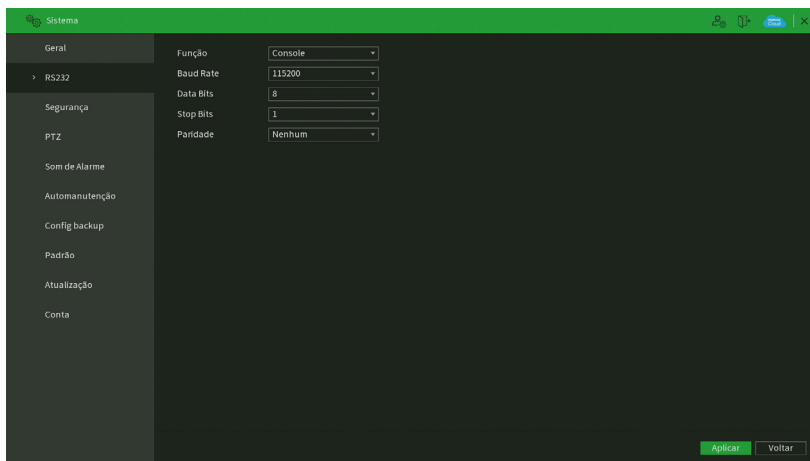 Sistema
Cloud
×
Geral
> RS232
Segurança
PTZ
Som de Alarme
Automanutenção
Config backup
Padrão
Atualização
Conta
Função Console
Baud Rate 115200
Data Bits 8
Stop Bits 1
Paridade Nenhum
Aplicar Voltar